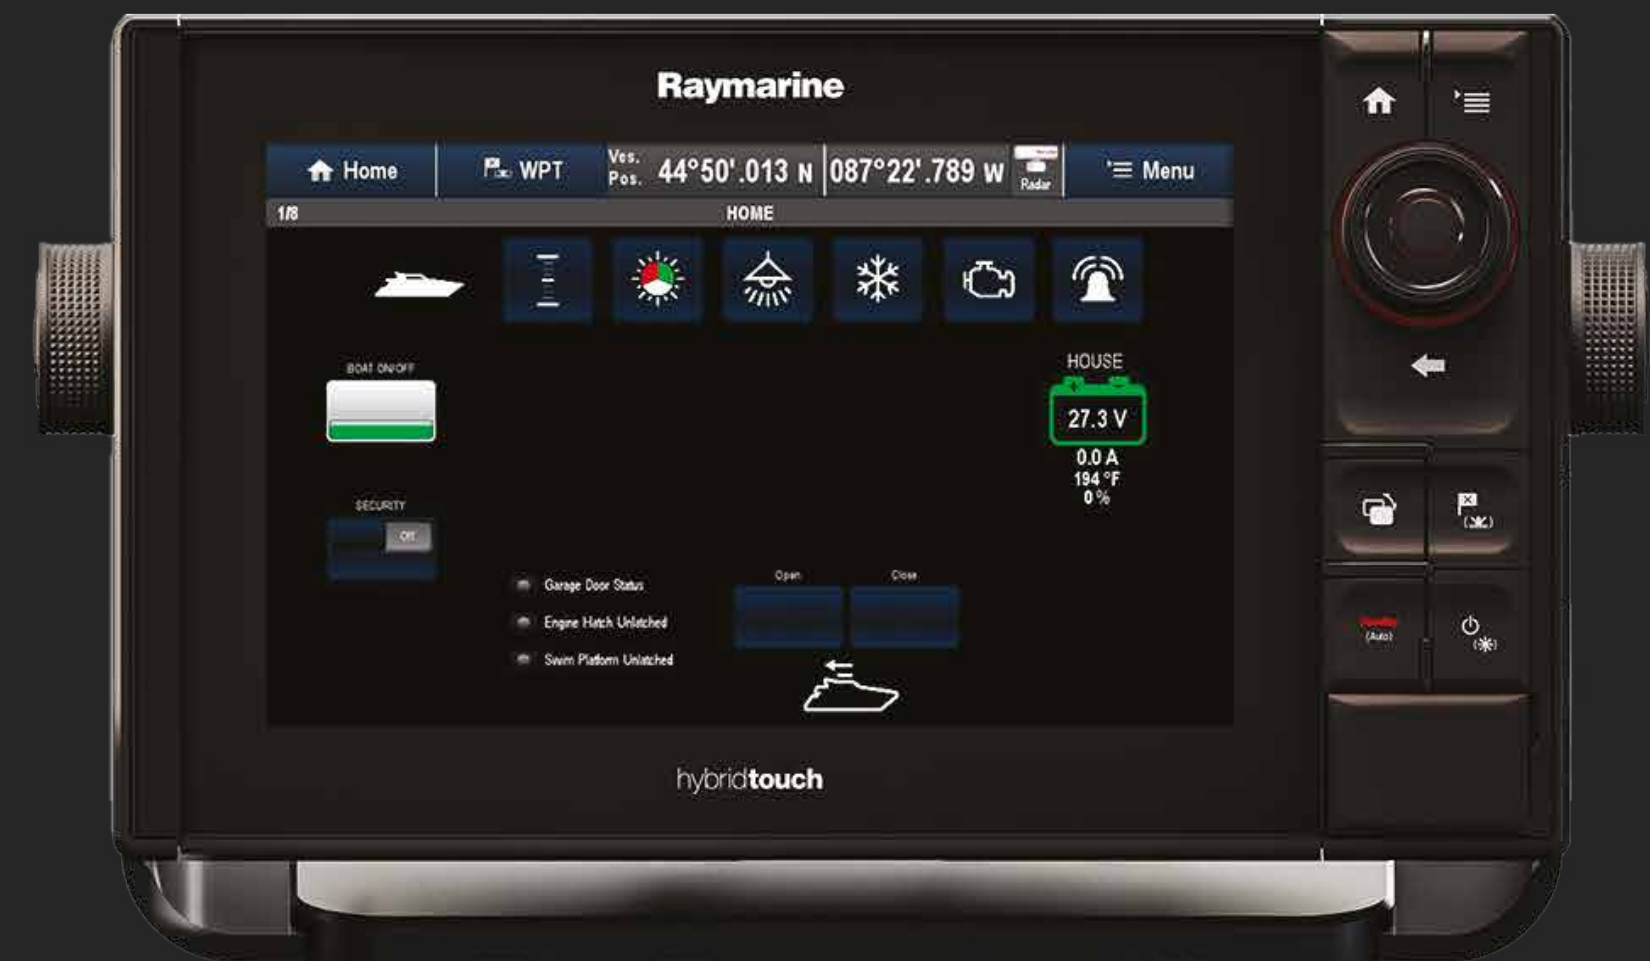 Raymarine
Home
WPT
Ves. Pos. 44°50'.013 N 087°22'.789 W
Radar
Menu
1/8 HOME
BOAT ON/OFF
HOUSE
27.3 V
0.0 A
194 °F
0 %
SECURITY
Off
Garage Door Status
Engine Hatch Unlatched
Swim Platform Unlatched
Open Close
(Auto)
hybridtouch